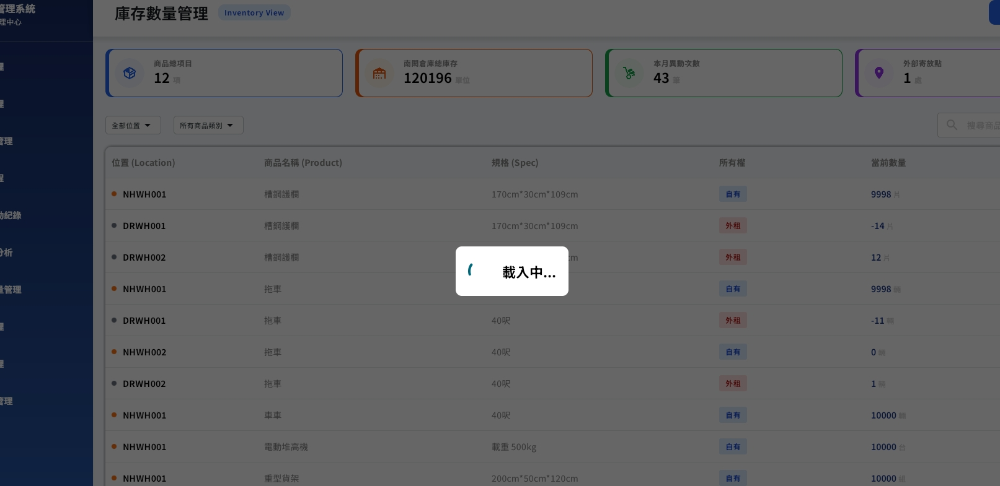 管理系統
理中心
庫存數量管理
Inventory View
商品總項目
12 項
南闆倉庫總庫存
120196 單位
本月異動次數
43 筆
外部寄放點
1 處
全部位置
所有商品類別
搜尋商品
位置 (Location) 商品名稱 (Product) 規格 (Spec) 所有權 當前數量
NHWH001 槽鋼護欄 170cm*30cm*109cm 自有 9998 片
DRWH001 槽鋼護欄 170cm*30cm*109cm 外租 -14 片
DRWH002 槽鋼護欄 cm 外租 12 片
載入中...
NHWH001 拖車 自有 9998 輛
DRWH001 拖車 40呎 外租 -11 輛
NHWH002 拖車 40呎 自有 0 輛
DRWH002 拖車 40呎 外租 1 輛
NHWH001 車車 40呎 自有 10000 輛
NHWH001 電動堆高機 載重 500kg 自有 10000 台
NHWH001 重型貨架 200cm*50cm*120cm 自有 10000 組
理
理
管理
程
動紀錄
分析
量管理
理
理
管理